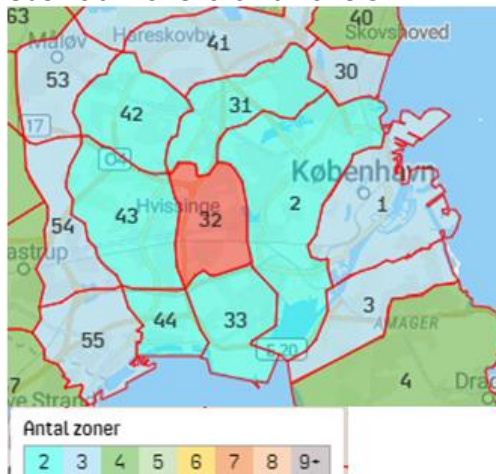 63
40
Måløv
Hareskovby
41
Skovshoved
53
30
42
31
17
O4
København
Hvissinge
2
1
54
43
32
astrup
3
44
33
55
AMAGER
E 20
4
7
Drag
ve Strand
Antal zoner
2 3 4 5 6 7 8 9+